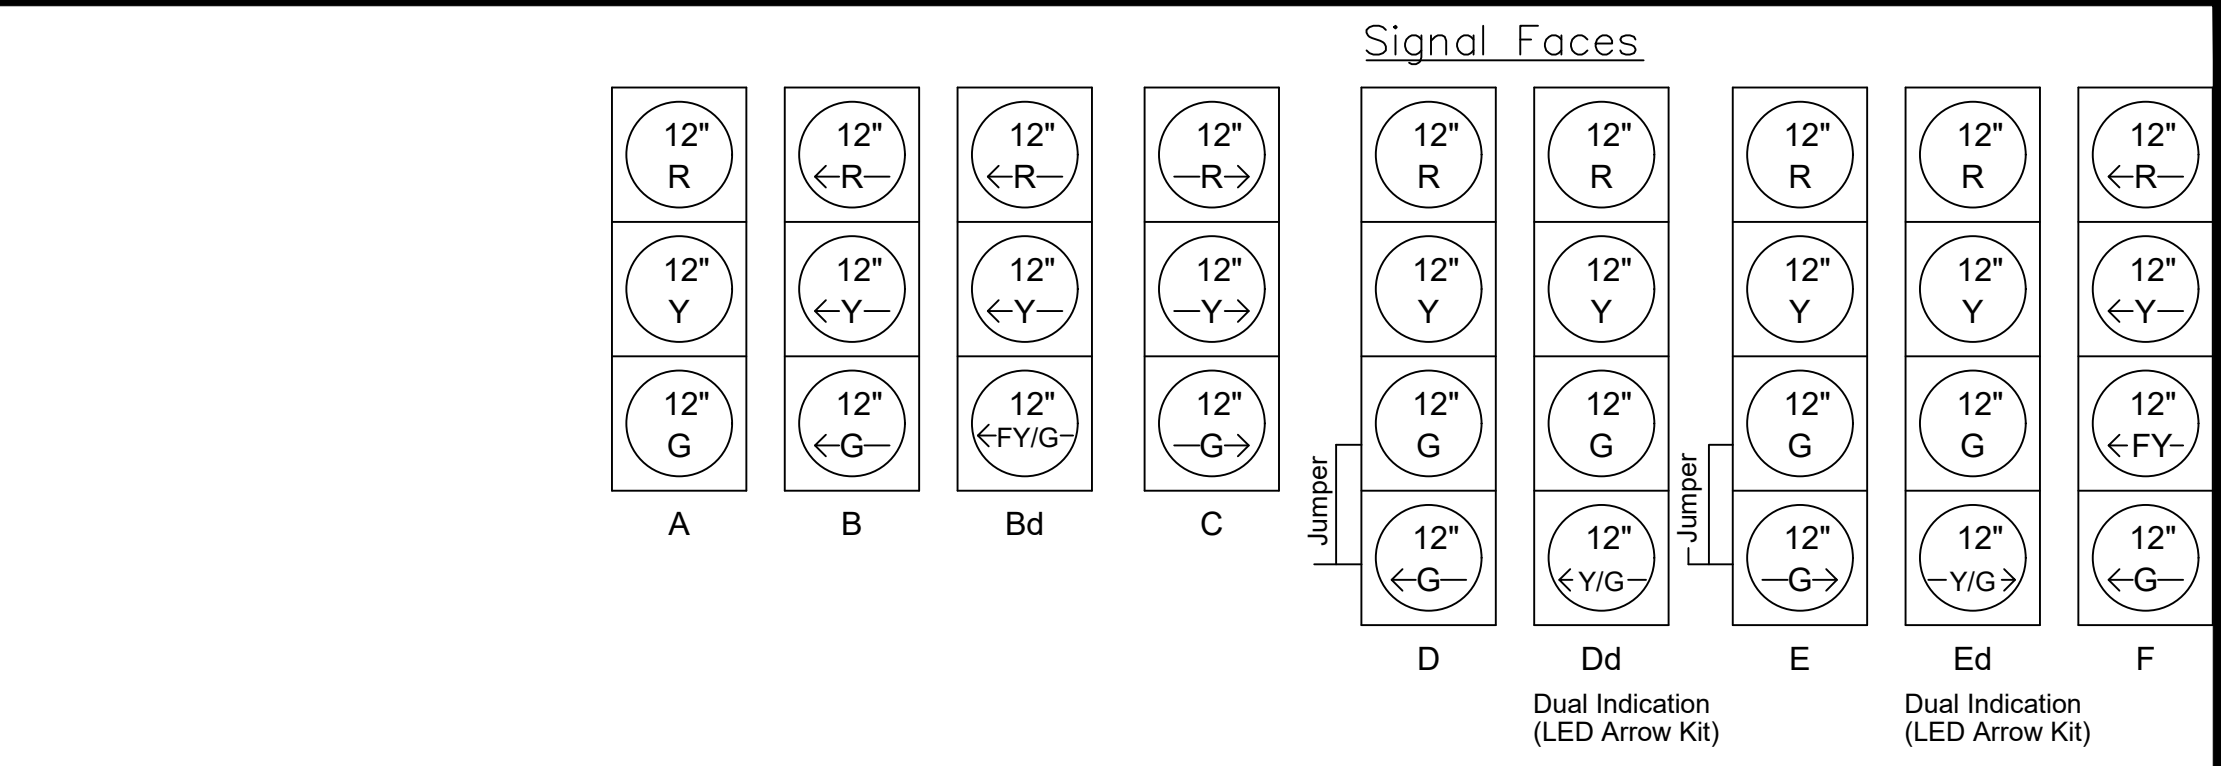 Signal Faces
12" 12" 12" 12" 12" 12" 12" 12" 12"
R ←R— ←R— —R→ R R R R ←R—
12" 12" 12" 12" 12" 12" 12" 12" 12"
Y ←Y— ←Y— —Y→ Y Y Y Y ←Y—
12" 12" 12" 12" 12" 12" 12" 12" 12"
G ←G— ←FY/G— —G→ G G G G ←FY—
Jumper Jumper
A B Bd C
12" 12" 12" 12" 12"
←G— ←Y/G— —G→ —Y/G→ ←G—
D Dd E Ed F
Dual Indication Dual Indication
(LED Arrow Kit) (LED Arrow Kit)